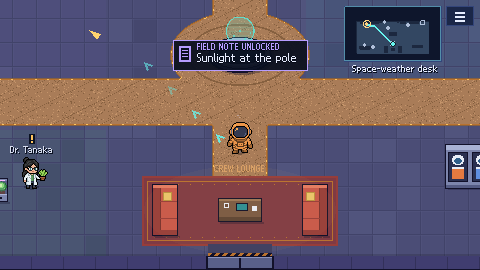 FIELD NOTE UNLOCKED
Sunlight at the pole
Space-weather desk
!
Dr. Tanaka
CREW LOUNGE